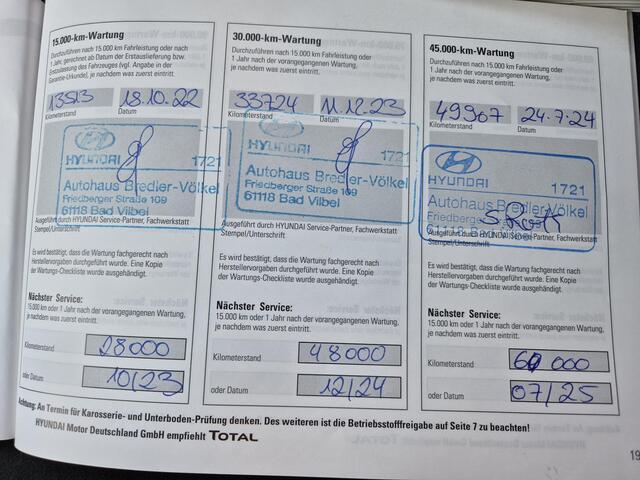 15.000-km-Wartung
Durchzuführen nach 15.000 km Fahrleistung oder nach
1 Jahr, gerechnet ab Datum der Erstauslieferung bzw.
Erstzulassung des Fahrzeuges (vgl. Angabe in der
Garantie-Urkunde), je nachdem was zuerst eintritt.
13513 18.10.22
Kilometerstand Datum
HYUNDAI 1721
Autohaus Bredler-Völkel
Friedberger Straße 109
61118 Bad Vilbel
Ausgeführt durch HYUNDAI Service-Partner, Fachwerkstatt
Stempel/Unterschrift
Es wird bestätigt, dass die Wartung fachgerecht nach
Herstellervorgaben durchgeführt wurde. Eine Kopie
der Wartungs-Checkliste wurde ausgehändigt.
Nächster Service:
15.000 km oder 1 Jahr nach der vorangegangenen Wartung,
je nachdem was zuerst eintritt.
Kilometerstand 28000
oder Datum 10/23
30.000-km-Wartung
Durchzuführen nach 15.000 km Fahrleistung oder
1 Jahr nach der vorangegangenen Wartung,
je nachdem was zuerst eintritt.
33724 11.12.23
Kilometerstand Datum
HYUNDAI 1721
Autohaus Bredler-Völkel
Friedberger Straße 109
61118 Bad Vilbel
Ausgeführt durch HYUNDAI Service-Partner, Fachwerkstatt
Stempel/Unterschrift
Es wird bestätigt, dass die Wartung fachgerecht nach
Herstellervorgaben durchgeführt wurde. Eine Kopie
der Wartungs-Checkliste wurde ausgehändigt.
Nächster Service:
15.000 km oder 1 Jahr nach der vorangegangenen Wartung,
je nachdem was zuerst eintritt.
Kilometerstand 48000
oder Datum 12/24
45.000-km-Wartung
Durchzuführen nach 15.000 km Fahrleistung oder
1 Jahr nach der vorangegangenen Wartung,
je nachdem was zuerst eintritt.
49907 24.7.24
Kilometerstand Datum
HYUNDAI 1721
Autohaus Bredler-Völkel
Friedberger
61118 Bad Vilbel
Ausgeführt durch HYUNDAI Service-Partner, Fachwerkstatt
Stempel/Unterschrift
Es wird bestätigt, dass die Wartung fachgerecht nach
Herstellervorgaben durchgeführt wurde. Eine Kopie
der Wartungs-Checkliste wurde ausgehändigt.
Nächster Service:
15.000 km oder 1 Jahr nach der vorangegangenen Wartung,
je nachdem was zuerst eintritt.
Kilometerstand 000
oder Datum 07/25
Achtung: An Termin für Karosserie- und Unterboden-Prüfung denken. Des weiteren ist die Betriebsstofffreigabe auf Seite 7 zu beachten!
HYUNDAI Motor Deutschland GmbH empfiehlt TOTAL
19